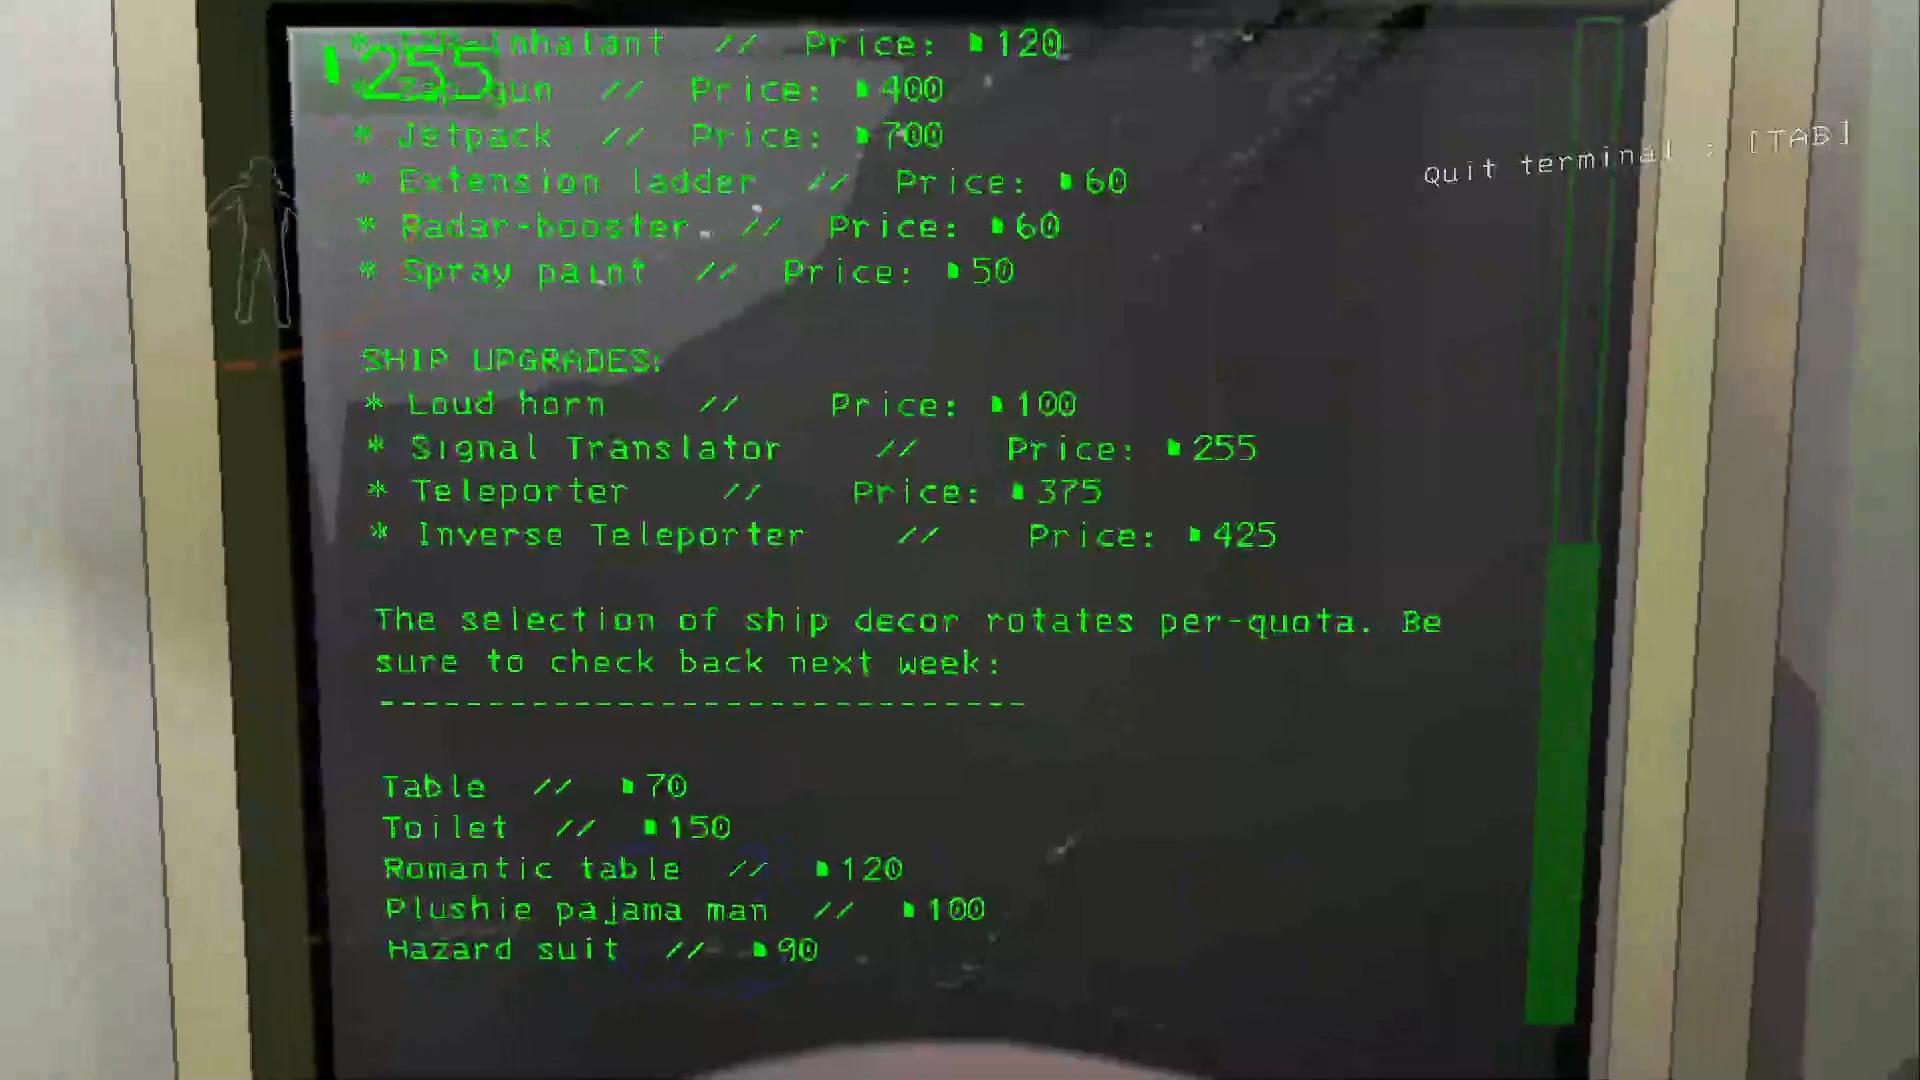 * TZP-Inhalant // Price: ▮120
▮255
* Zap gun // Price: ▮400
* Jetpack // Price: ▮700
* Extension ladder // Price: ▮60
Quit terminal : [TAB]
* Radar-booster // Price: ▮60
* Spray paint // Price: ▮50
SHIP UPGRADES:
* Loud horn // Price: ▮100
* Signal Translator // Price: ▮255
* Teleporter // Price: ▮375
* Inverse Teleporter // Price: ▮425
The selection of ship decor rotates per-quota. Be
sure to check back next week:
------------------------------
Table // ▮70
Toilet // ▮150
Romantic table // ▮120
Plushie pajama man // ▮100
Hazard suit // ▮90